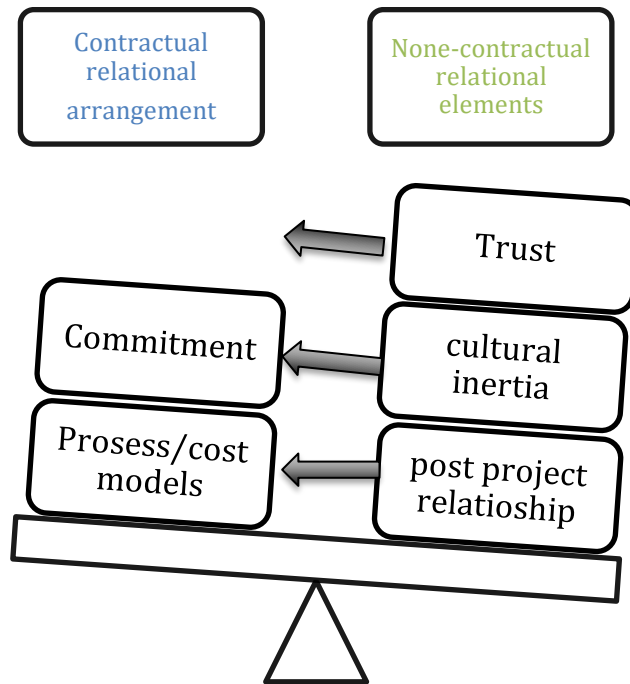 Contractual
relational
arrangement
None-contractual
relational
elements
Trust
Commitment
cultural
inertia
Prosess/cost
models
post project
relatioship